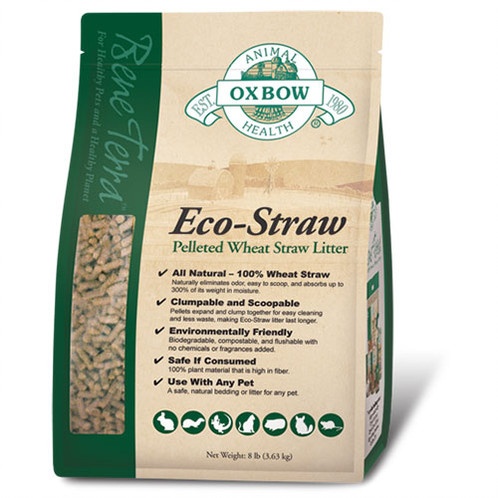 Bene Terra™
For Healthy Pets and a Healthy Planet
ANIMAL
EST. OXBOW 1980
HEALTH ®
Eco-Straw
Pelleted Wheat Straw Litter
✔ All Natural – 100% Wheat Straw
Naturally eliminates odor, easy to scoop, and absorbs up to
300% of its weight in moisture.
✔ Clumpable and Scoopable
Pellets expand and clump together for easy cleaning
and less waste, making Eco-Straw litter last longer.
✔ Environmentally Friendly
Biodegradable, compostable, and flushable with
no chemicals or fragrances added.
✔ Safe If Consumed
100% plant material that is high in fiber.
✔ Use With Any Pet
A safe, natural bedding or litter for any pet.
Net Weight: 8 lb (3.63 kg)